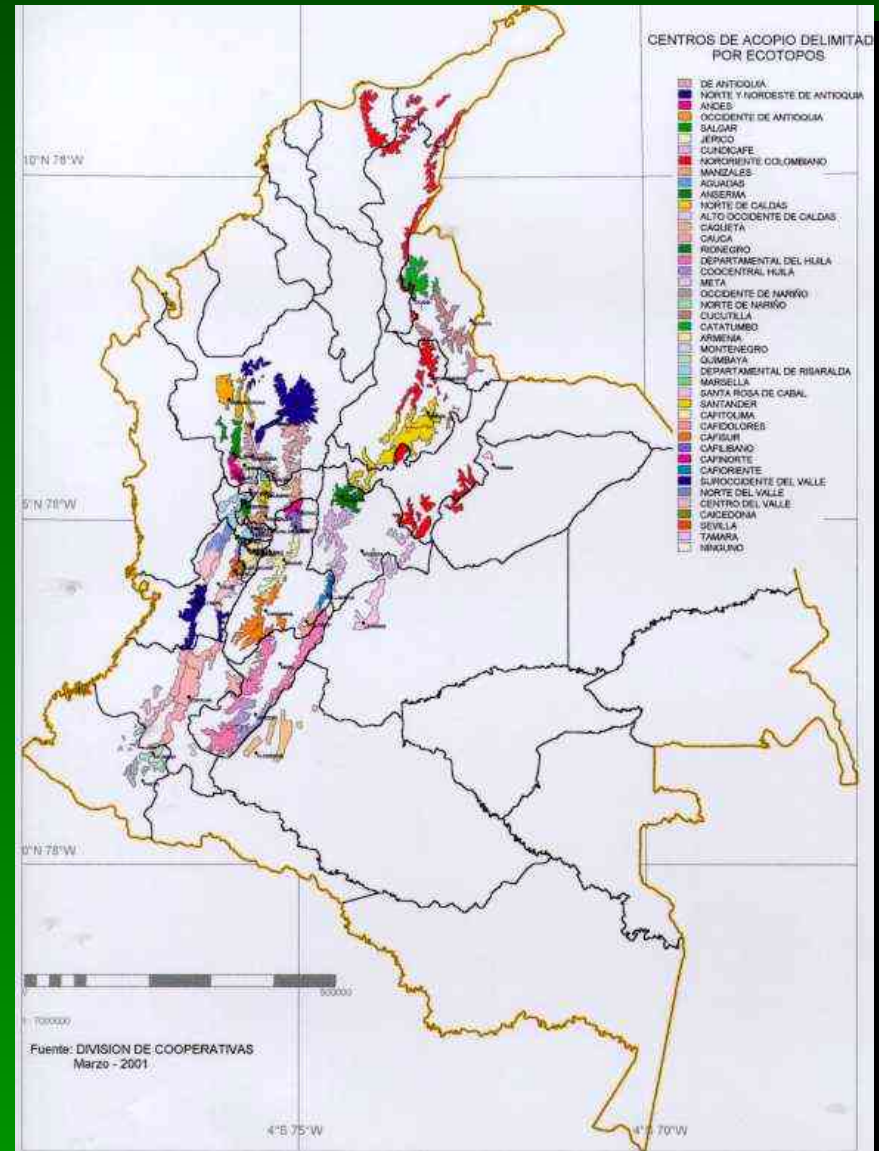 CENTROS DE ACOPIO DELIMITAD
POR ECOTOPOS
DE ANTIOQUIA
NORTE Y NORDESTE DE ANTIOQUIA
ANDES
OCCIDENTE DE ANTIOQUIA
SALGAR
JERICO
CUNDICAFE
NORORIENTE COLOMBIANO
MANIZALES
AGUADAS
ANSERMA
NORTE DE CALDAS
ALTO OCCIDENTE DE CALDAS
CAQUETA
CAUCA
RIONEGRO
DEPARTAMENTAL DEL HUILA
COOCENTRAL HUILA
META
OCCIDENTE DE NARIÑO
NORTE DE NARIÑO
CUCUTILLA
CATATUMBO
ARMENIA
MONTENEGRO
QUIMBAYA
DEPARTAMENTAL DE RISARALDA
MARSELLA
SANTA ROSA DE CABAL
SANTANDER
CAFITOLIMA
CAFIDOLORES
CAFISUR
CAFILIBANO
CAFINORTE
CAFIORIENTE
SUROCCIDENTE DEL VALLE
NORTE DEL VALLE
CENTRO DEL VALLE
CAICEDONIA
SEVILLA
TAMARA
NINGUNO
10°N 78°W
5°N 78°W
0°N 78°W
0
500000
1: 7000000
Fuente: DIVISION DE COOPERATIVAS
Marzo - 2001
4°S 75°W
4°S 70°W